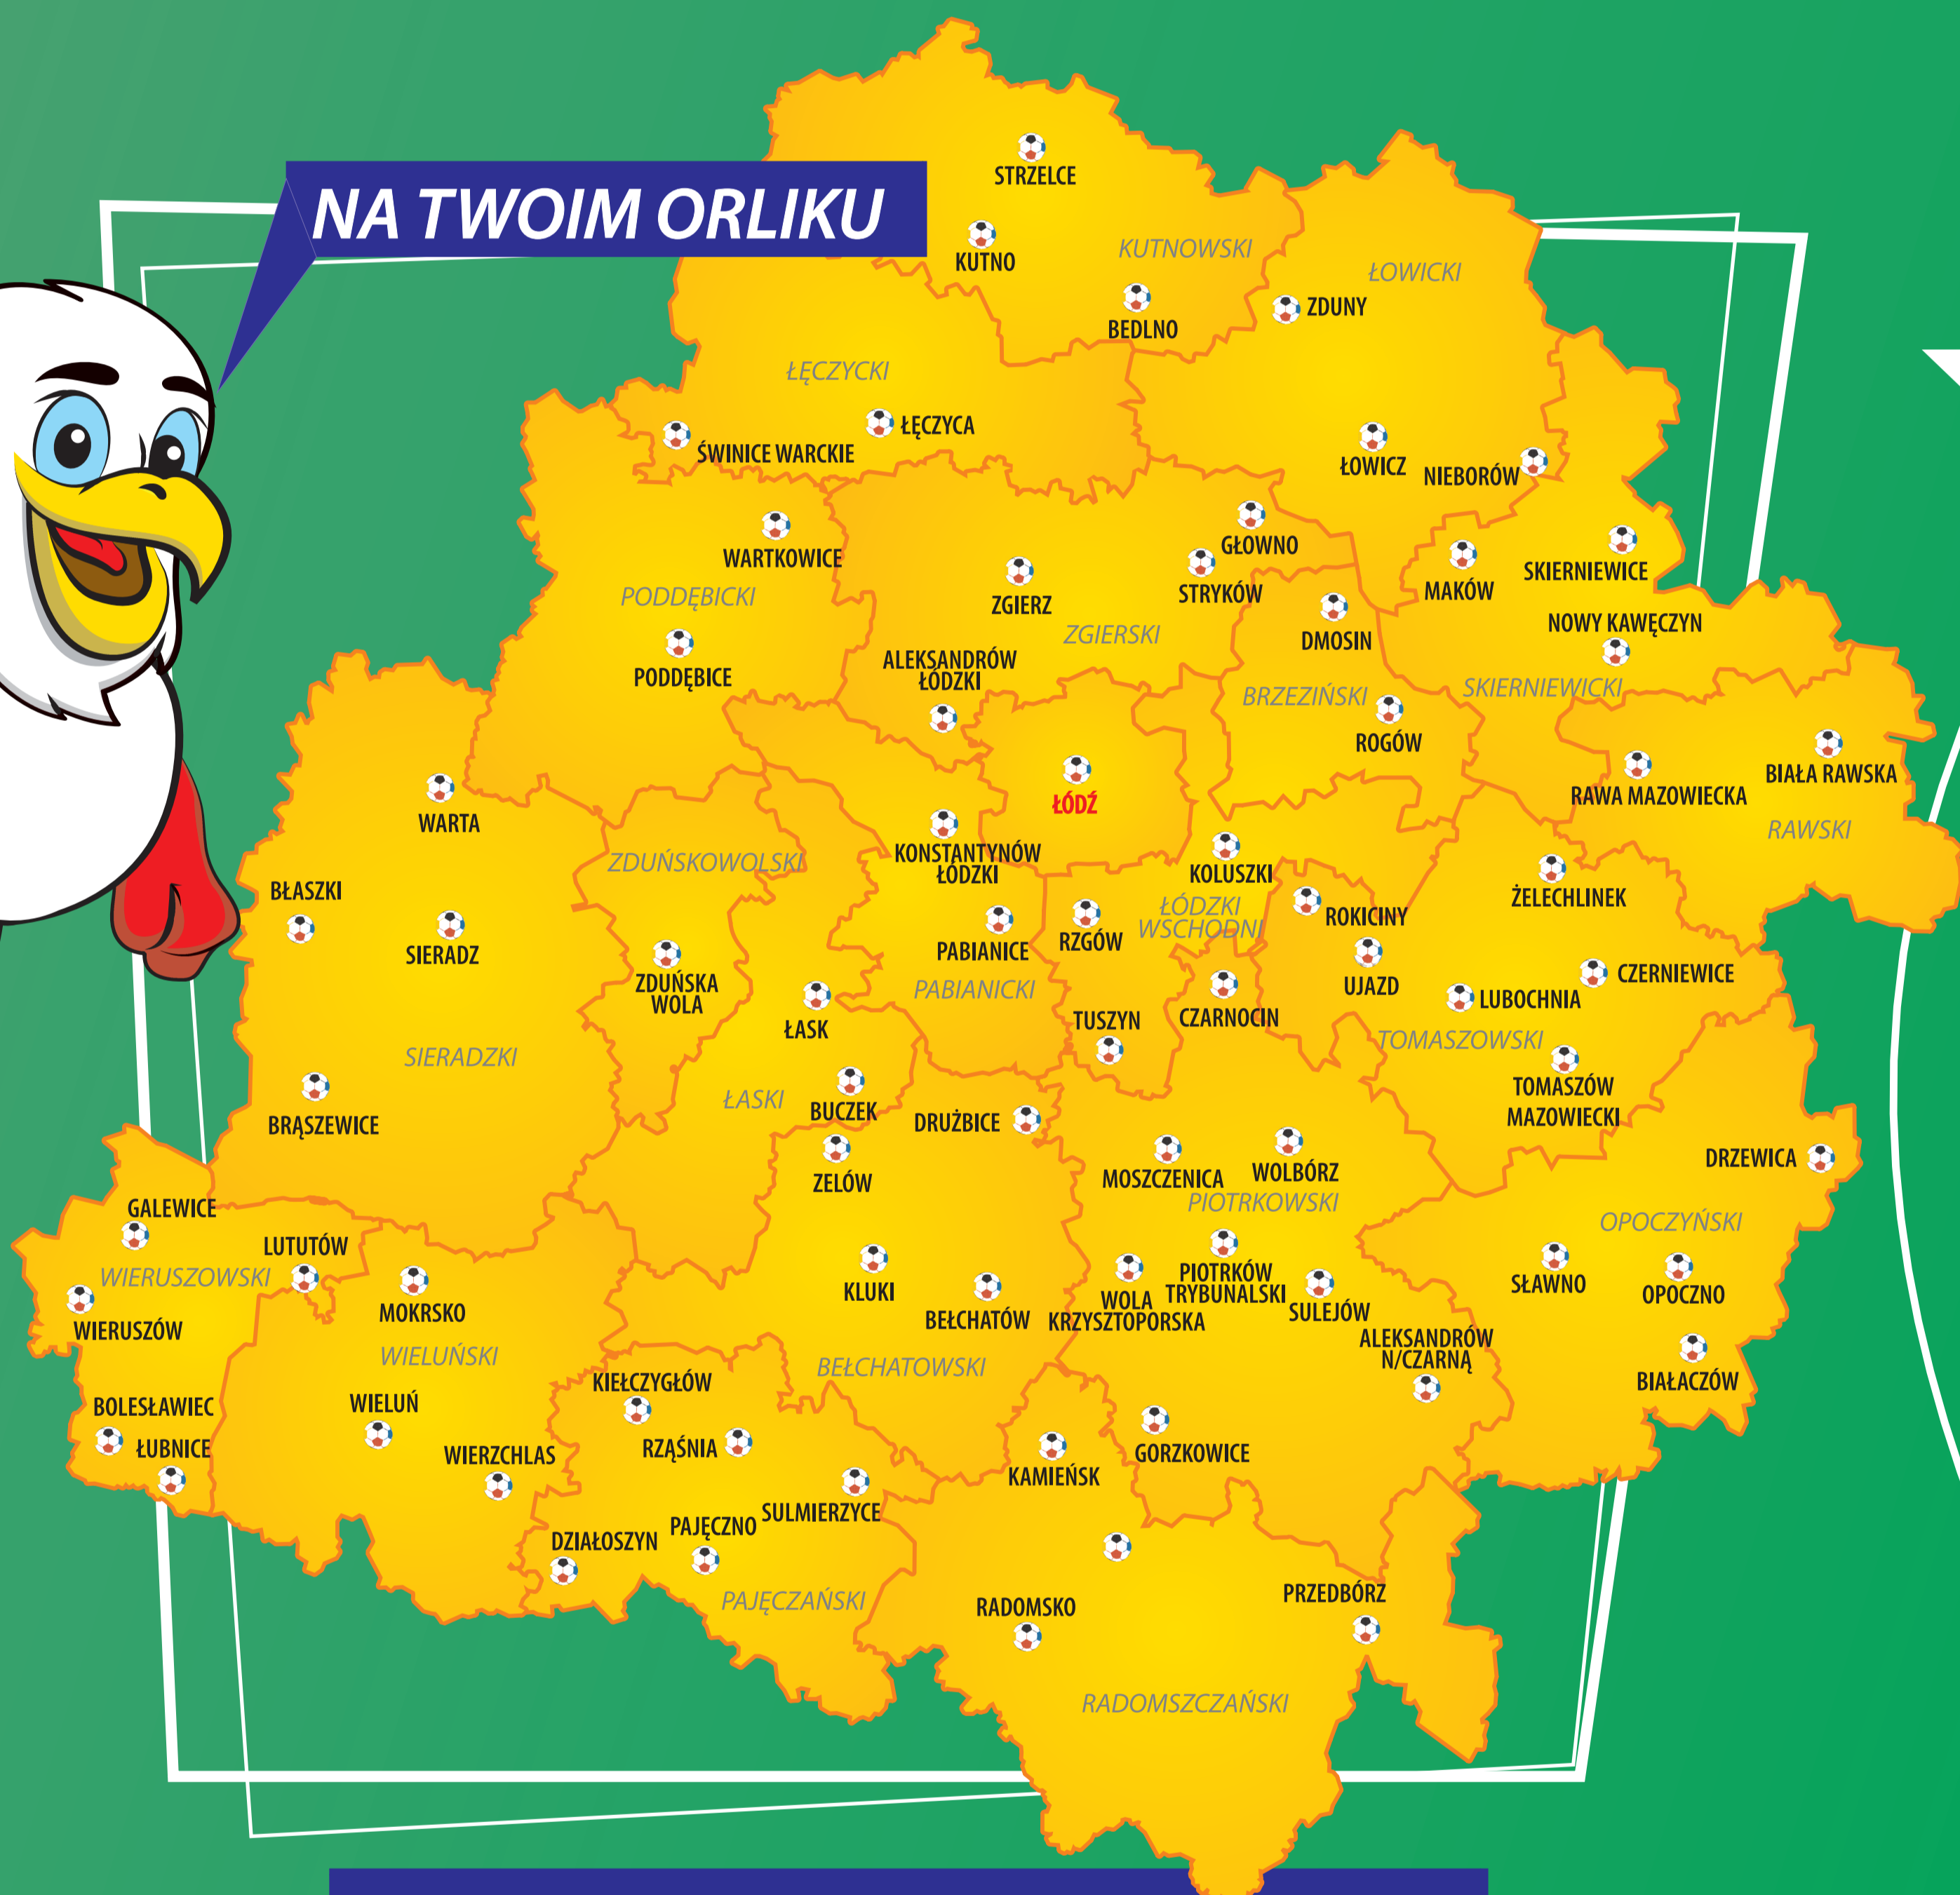 NA TWOIM ORLIKU
STRZELCE
KUTNO
KUTNOWSKI
ŁOWICKI
BEDLNO
ZDUNY
ŁĘCZYCKI
ŁĘCZYCA
ŚWINICE WARCKIE
ŁOWICZ
NIEBORÓW
WARTKOWICE
GŁOWNO
SKIERNIEWICE
MAKÓW
STRYKÓW
ZGIERZ
PODDĘBICKI
NOWY KAWĘCZYN
ZGIERSKI
DMOSIN
ALEKSANDRÓW
ŁÓDZKI
PODDĘBICE
BRZEZIŃSKI
SKIERNIEWICKI
ROGÓW
BIAŁA RAWSKA
RAWA MAZOWIECKA
ŁÓDŹ
WARTA
RAWSKI
KONSTANTYNÓW
ŁÓDZKI
ZDUŃSKOWOLSKI
KOLUSZKI
BŁASZKI
ŻELECHLINEK
ŁÓDZKI
WSCHODNI
ROKICINY
SIERADZ
PABIANICE
RZGÓW
ZDUŃSKA
WOLA
CZERNIEWICE
PABIANICKI
UJAZD
LUBOCHNIA
ŁASK
TUSZYN
CZARNOCIN
TOMASZOWSKI
SIERADZKI
TOMASZÓW
MAZOWIECKI
ŁASKI
BUCZEK
DRUŻBICE
BRĄSZEWICE
DRZEWICA
ZELÓW
MOSZCZENICA
WOLBÓRZ
PIOTRKOWSKI
GALEWICE
OPOCZYŃSKI
LUTUTÓW
WIERUSZOWSKI
PIOTRKÓW
TRYBUNALSKI
SŁAWNO
OPOCZNO
KLUKI
WOLA
KRZYSZTOPORSKA
MOKRSKO
SULEJÓW
BEŁCHATÓW
WIERUSZÓW
ALEKSANDRÓW
N/CZARNĄ
WIELUŃSKI
BEŁCHATOWSKI
BIAŁACZÓW
KIEŁCZYGŁÓW
WIELUŃ
BOLESŁAWIEC
ŁUBNICE
RZĄŚNIA
WIERZCHLAS
GORZKOWICE
KAMIEŃSK
SULMIERZYCE
PAJĘCZNO
DZIAŁOSZYN
PRZEDBÓRZ
PAJĘCZAŃSKI
RADOMSKO
RADOMSZCZAŃSKI